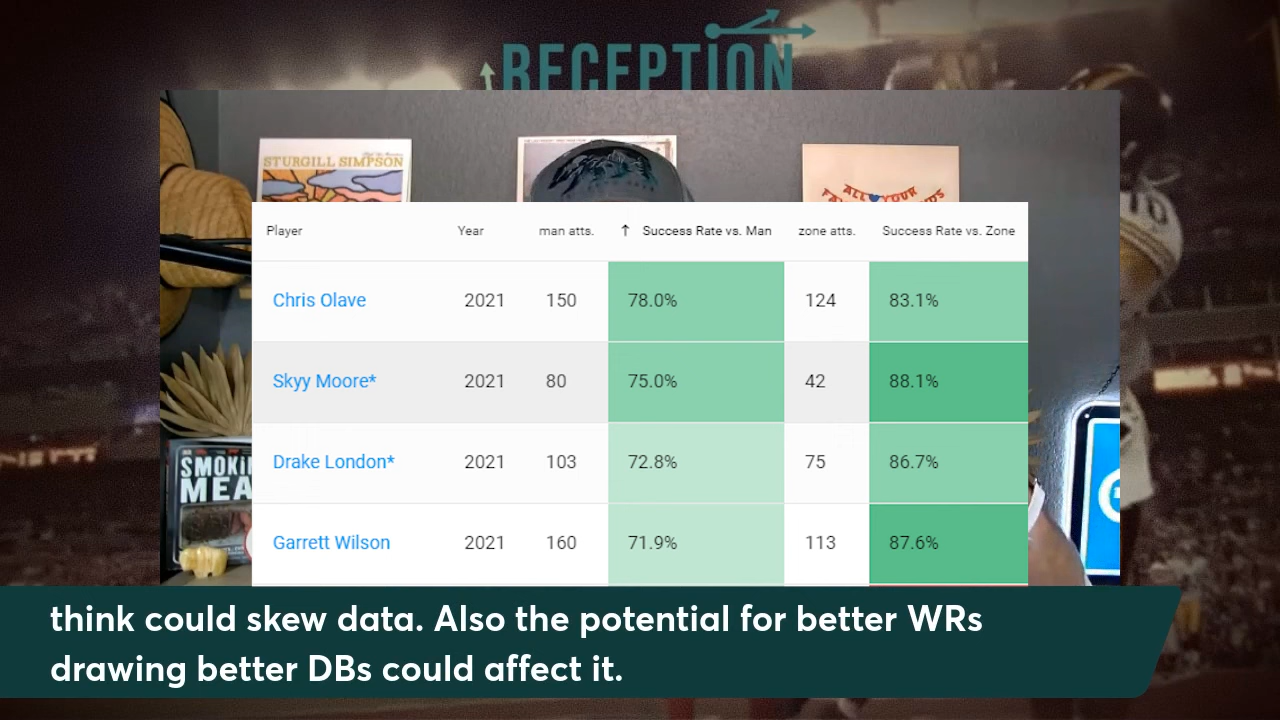 RECEPTION
STURGILL SIMPSON
ALL YOUR
Player Year man atts. ↑ Success Rate vs. Man zone atts. Success Rate vs. Zone
Chris Olave 2021 150 78.0% 124 83.1%
Skyy Moore* 2021 80 75.0% 42 88.1%
Drake London* 2021 103 72.8% 75 86.7%
Garrett Wilson 2021 160 71.9% 113 87.6%
MEA
think could skew data. Also the potential for better WRs
drawing better DBs could affect it.